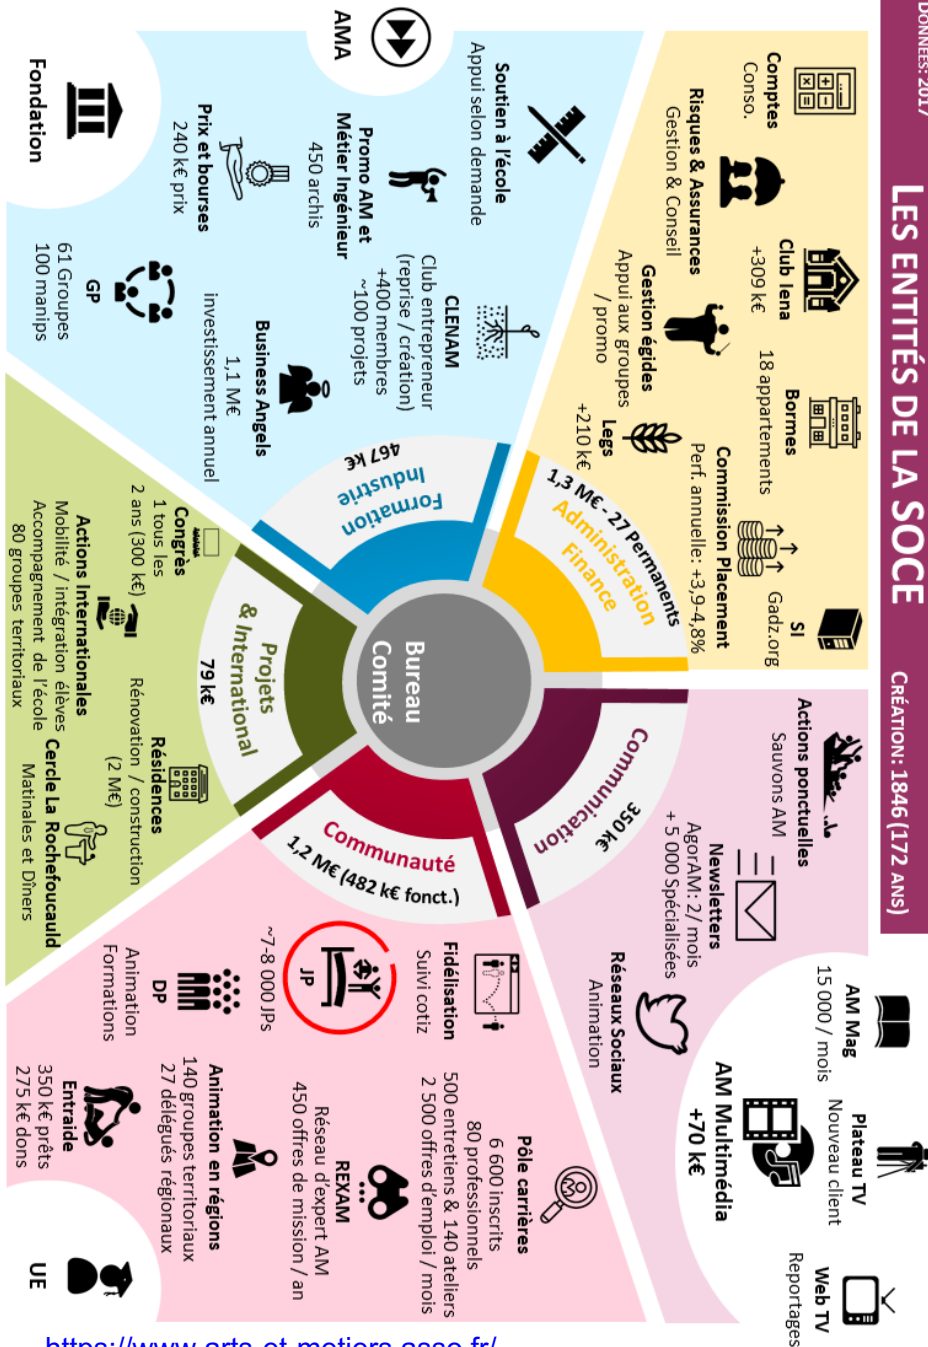 DONNÉES: 2017
LES ENTITÉS DE LA SOCE
CRÉATION: 1846 (172 ANS)
Comptes
Conso.
Risques & Assurances
Gestion & Conseil
Club Iena
+309 k€
Gestion égides
Appui aux groupes
/ promo
Bormes
18 appartements
Legs
+210 k€
Commission Placement
Perf. annuelle: +3,9-4,8%
SI
Gadz.org
1,3 M€ - 27 Permanents
Administration
Finance
AMA
Soutien à l'école
Appui selon demande
Promo AM et
Métier Ingénieur
450 archis
Prix et bourses
240 k€ prix
Fondation
CLENAM
Club entrepreneur
(reprise / création)
+400 membres
~100 projets
Business Angels
1,1 M€
investissement annuel
GP
61 Groupes
100 manips
Formation
Industrie
467 k€
Bureau
Comité
Communication
350 k€
Actions ponctuelles
Sauvons AM
Newsletters
AgorAM: 2/ mois
+ 5 000 Spécialisées
Réseaux Sociaux
Animation
AM Mag
15 000 / mois
Plateau TV
Nouveau client
Web TV
Reportages
AM Multimédia
+70 k€
Projets
& International
79 k€
Congrès
1 tous les
2 ans (300 k€)
Actions Internationales
Mobilité / intégration élèves
Accompagnement de l'école
80 groupes territoriaux
Résidences
Rénovation / construction
(2 M€)
Cercle La Rochefoucauld
Matinales et Dîners
Communauté
1,2 M€ (482 k€ fonct.)
Fidélisation
Suivi cotiz
JP
~7-8 000 JPs
DP
Animation
Formations
Pôle carrières
6 600 inscrits
80 professionnels
500 entretiens & 140 ateliers
2 500 offres d'emploi / mois
REXAM
Réseau d'expert AM
450 offres de mission / an
Animation en régions
140 groupes territoriaux
27 délégués régionaux
Entraide
350 k€ prêts
275 k€ dons
UE
https://www.arts-et-metiers.asso.fr/